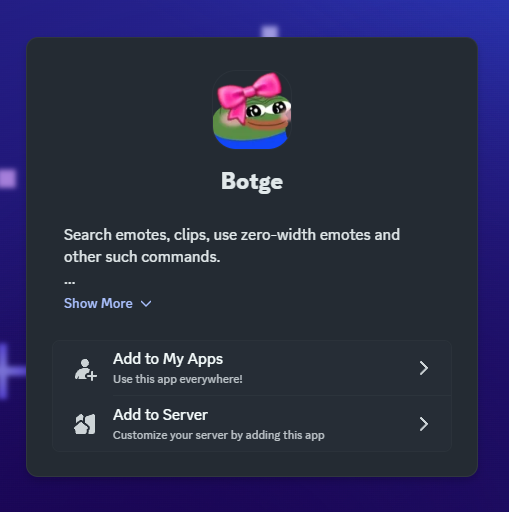 Botge
Search emotes, clips, use zero-width emotes and
other such commands.
...
Show More
Add to My Apps
Use this app everywhere!
Add to Server
Customize your server by adding this app